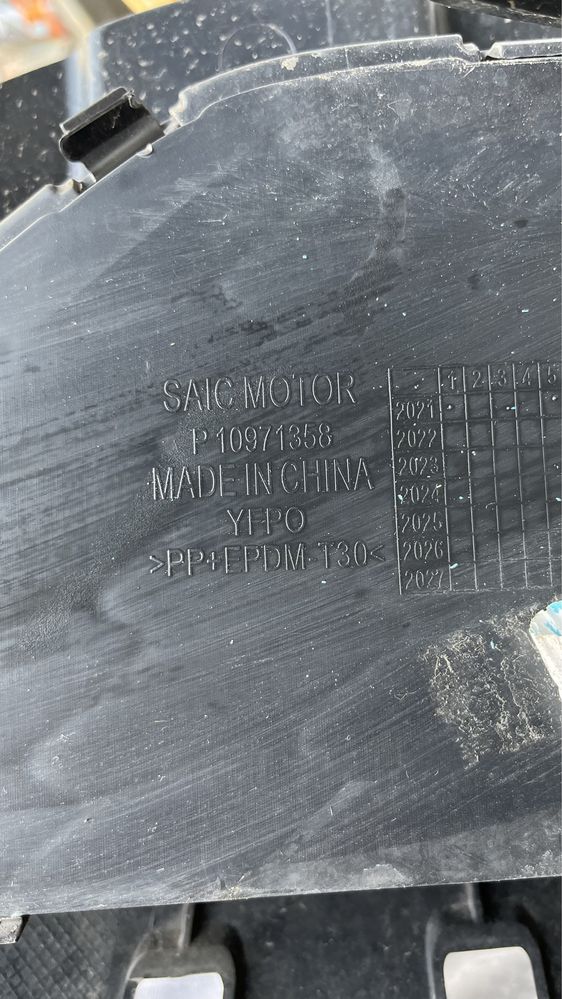 SAIC MOTOR
P 10971358
MADE IN CHINA
YFPO
>PP+EPDM-T30<
1 2 3 4 5
2021
2022
2023
2024
2025
2026
2027